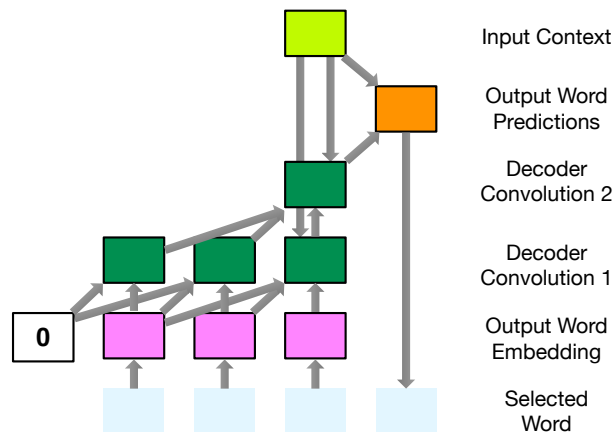 Input Context
Output Word
Predictions
Decoder
Convolution 2
Decoder
Convolution 1
0
Output Word
Embedding
Selected
Word